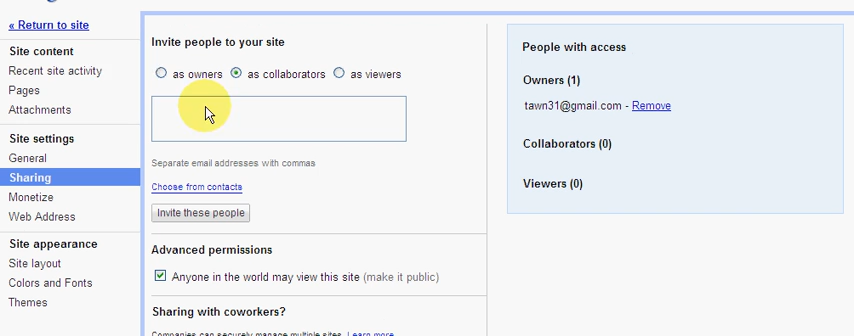 « Return to site
Site content
Recent site activity
Pages
Attachments
Site settings
General
Sharing
Monetize
Web Address
Site appearance
Site layout
Colors and Fonts
Themes
Invite people to your site
as owners as collaborators as viewers
Separate email addresses with commas
Choose from contacts
Invite these people
Advanced permissions
Anyone in the world may view this site (make it public)
Sharing with coworkers?
Companies can securely manage multiple sites. Learn more
People with access
Owners (1)
tawn31@gmail.com - Remove
Collaborators (0)
Viewers (0)